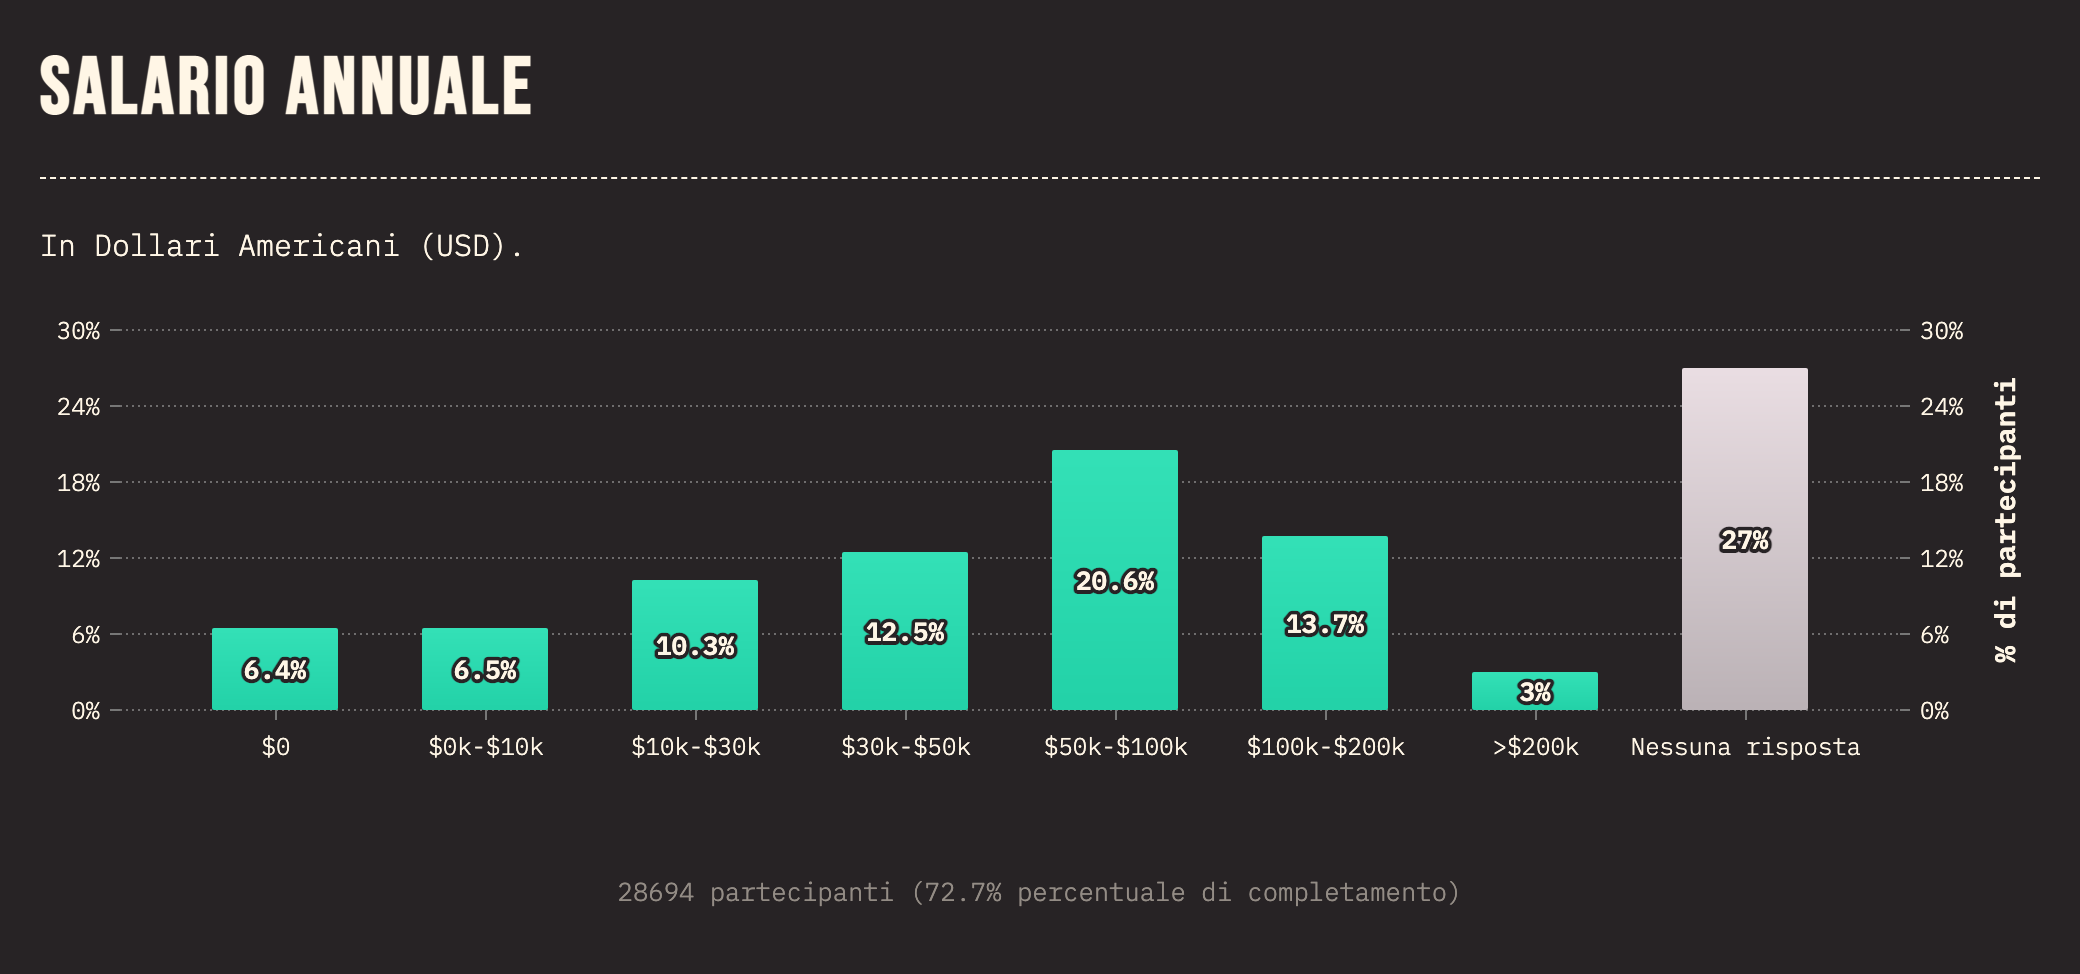 SALARIO ANNUALE
In Dollari Americani (USD).
30%
24%
18%
12%
6%
0%
6.4%
6.5%
10.3%
12.5%
20.6%
13.7%
3%
27%
$0
$0k-$10k
$10k-$30k
$30k-$50k
$50k-$100k
$100k-$200k
>$200k
Nessuna risposta
30%
24%
18%
12%
6%
0%
% di partecipanti
28694 partecipanti (72.7% percentuale di completamento)